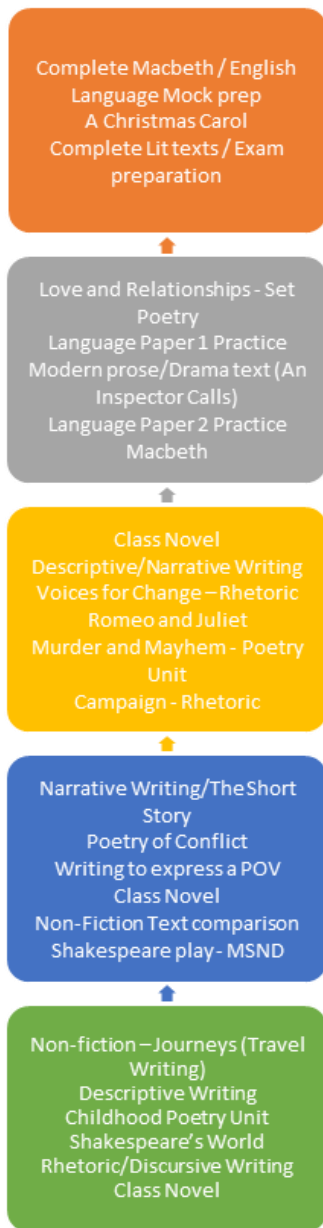 Complete Macbeth / English
Language Mock prep
A Christmas Carol
Complete Lit texts / Exam
preparation
Love and Relationships - Set
Poetry
Language Paper 1 Practice
Modern prose/Drama text (An
Inspector Calls)
Language Paper 2 Practice
Macbeth
Class Novel
Descriptive/Narrative Writing
Voices for Change – Rhetoric
Romeo and Juliet
Murder and Mayhem - Poetry
Unit
Campaign - Rhetoric
Narrative Writing/The Short
Story
Poetry of Conflict
Writing to express a POV
Class Novel
Non-Fiction Text comparison
Shakespeare play - MSND
Non-fiction – Journeys (Travel
Writing)
Descriptive Writing
Childhood Poetry Unit
Shakespeare's World
Rhetoric/Discursive Writing
Class Novel